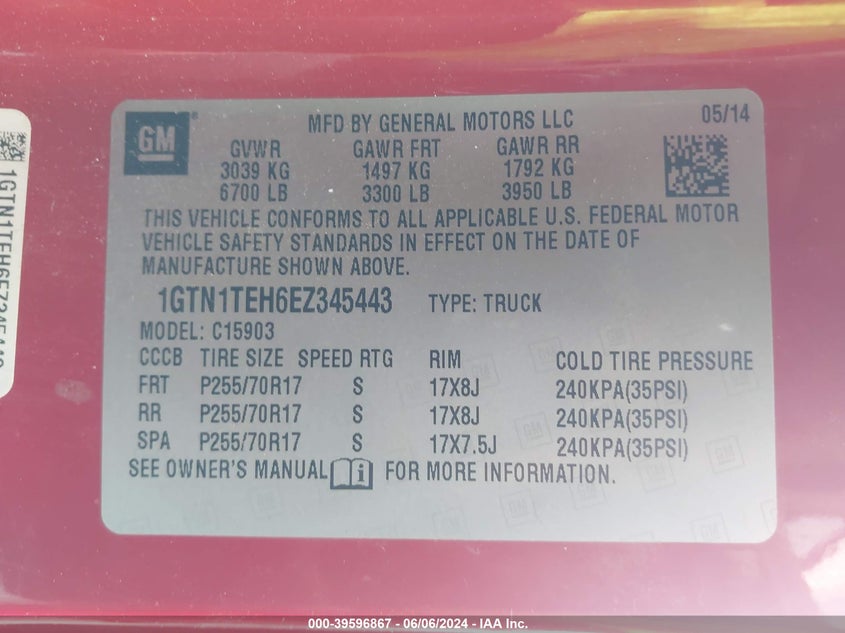 GM ®
MFD BY GENERAL MOTORS LLC
05/14
GVWR GAWR FRT GAWR RR
3039 KG 1497 KG 1792 KG
6700 LB 3300 LB 3950 LB
THIS VEHICLE CONFORMS TO ALL APPLICABLE U.S. FEDERAL MOTOR
VEHICLE SAFETY STANDARDS IN EFFECT ON THE DATE OF
MANUFACTURE SHOWN ABOVE.
1GTN1TEH6EZ345443 TYPE: TRUCK
MODEL: C15903
CCCB TIRE SIZE SPEED RTG RIM COLD TIRE PRESSURE
FRT P255/70R17 S 17X8J 240KPA(35PSI)
RR P255/70R17 S 17X8J 240KPA(35PSI)
SPA P255/70R17 S 17X7.5J 240KPA(35PSI)
SEE OWNER'S MANUAL i FOR MORE INFORMATION.
1GTN1TEH6EZ345443
000-39596867 - 06/06/2024 - IAA Inc.